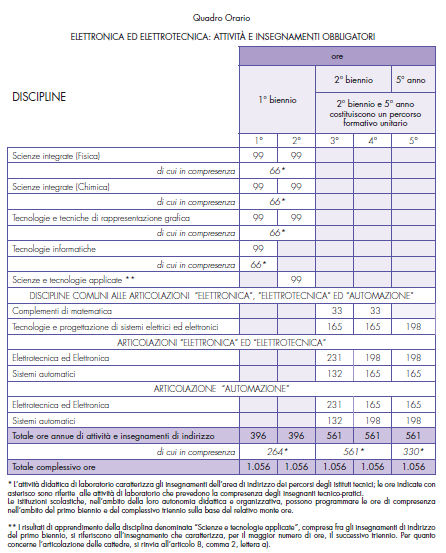 Quadro Orario
ELETTRONICA ED ELETTROTECNICA: ATTIVITÀ E INSEGNAMENTI OBBLIGATORI
DISCIPLINE
ore
1° biennio
2° biennio
5° anno
2° biennio e 5° anno
costituiscono un percorso
formativo unitario
1° 2° 3° 4° 5°
Scienze integrate (Fisica) 99 99
di cui in compresenza 66*
Scienze integrate (Chimica) 99 99
di cui in compresenza 66*
Tecnologie e tecniche di rappresentazione grafica 99 99
di cui in compresenza 66*
Tecnologie informatiche 99
di cui in compresenza 66*
Scienze e tecnologie applicate ** 99
DISCIPLINE COMUNI ALLE ARTICOLAZIONI "ELETTRONICA", "ELETTROTECNICA" ED "AUTOMAZIONE"
Complementi di matematica 33 33
Tecnologie e progettazione di sistemi elettrici ed elettronici 165 165 198
ARTICOLAZIONI "ELETTRONICA" ED "ELETTROTECNICA"
Elettrotecnica ed Elettronica 231 198 198
Sistemi automatici 132 165 165
ARTICOLAZIONE "AUTOMAZIONE"
Elettrotecnica ed Elettronica 231 165 165
Sistemi automatici 132 198 198
Totale ore annue di attività e insegnamenti di indirizzo 396 396 561 561 561
di cui in compresenza 264* 561* 330*
Totale complessivo ore 1.056 1.056 1.056 1.056 1.056
* L'attività didattica di laboratorio caratterizza gli insegnamenti dell'area di indirizzo dei percorsi degli istituti tecnici; le ore indicate con
asterisco sono riferite alle attività di laboratorio che prevedono la compresenza degli insegnanti tecnico-pratici.
Le istituzioni scolastiche, nell'ambito della loro autonomia didattica e organizzativa, possono programmare le ore di compresenza
nell'ambito del primo biennio e del complessivo triennio sulla base del relativo monte ore.
** I risultati di apprendimento della disciplina denominata "Scienze e tecnologie applicate", compresa fra gli insegnamenti di indirizzo
del primo biennio, si riferiscono all'insegnamento che caratterizza, per il maggior numero di ore, il successivo triennio. Per quanto
concerne l'articolazione delle cattedre, si rinvia all'articolo 8, comma 2, lettera a).